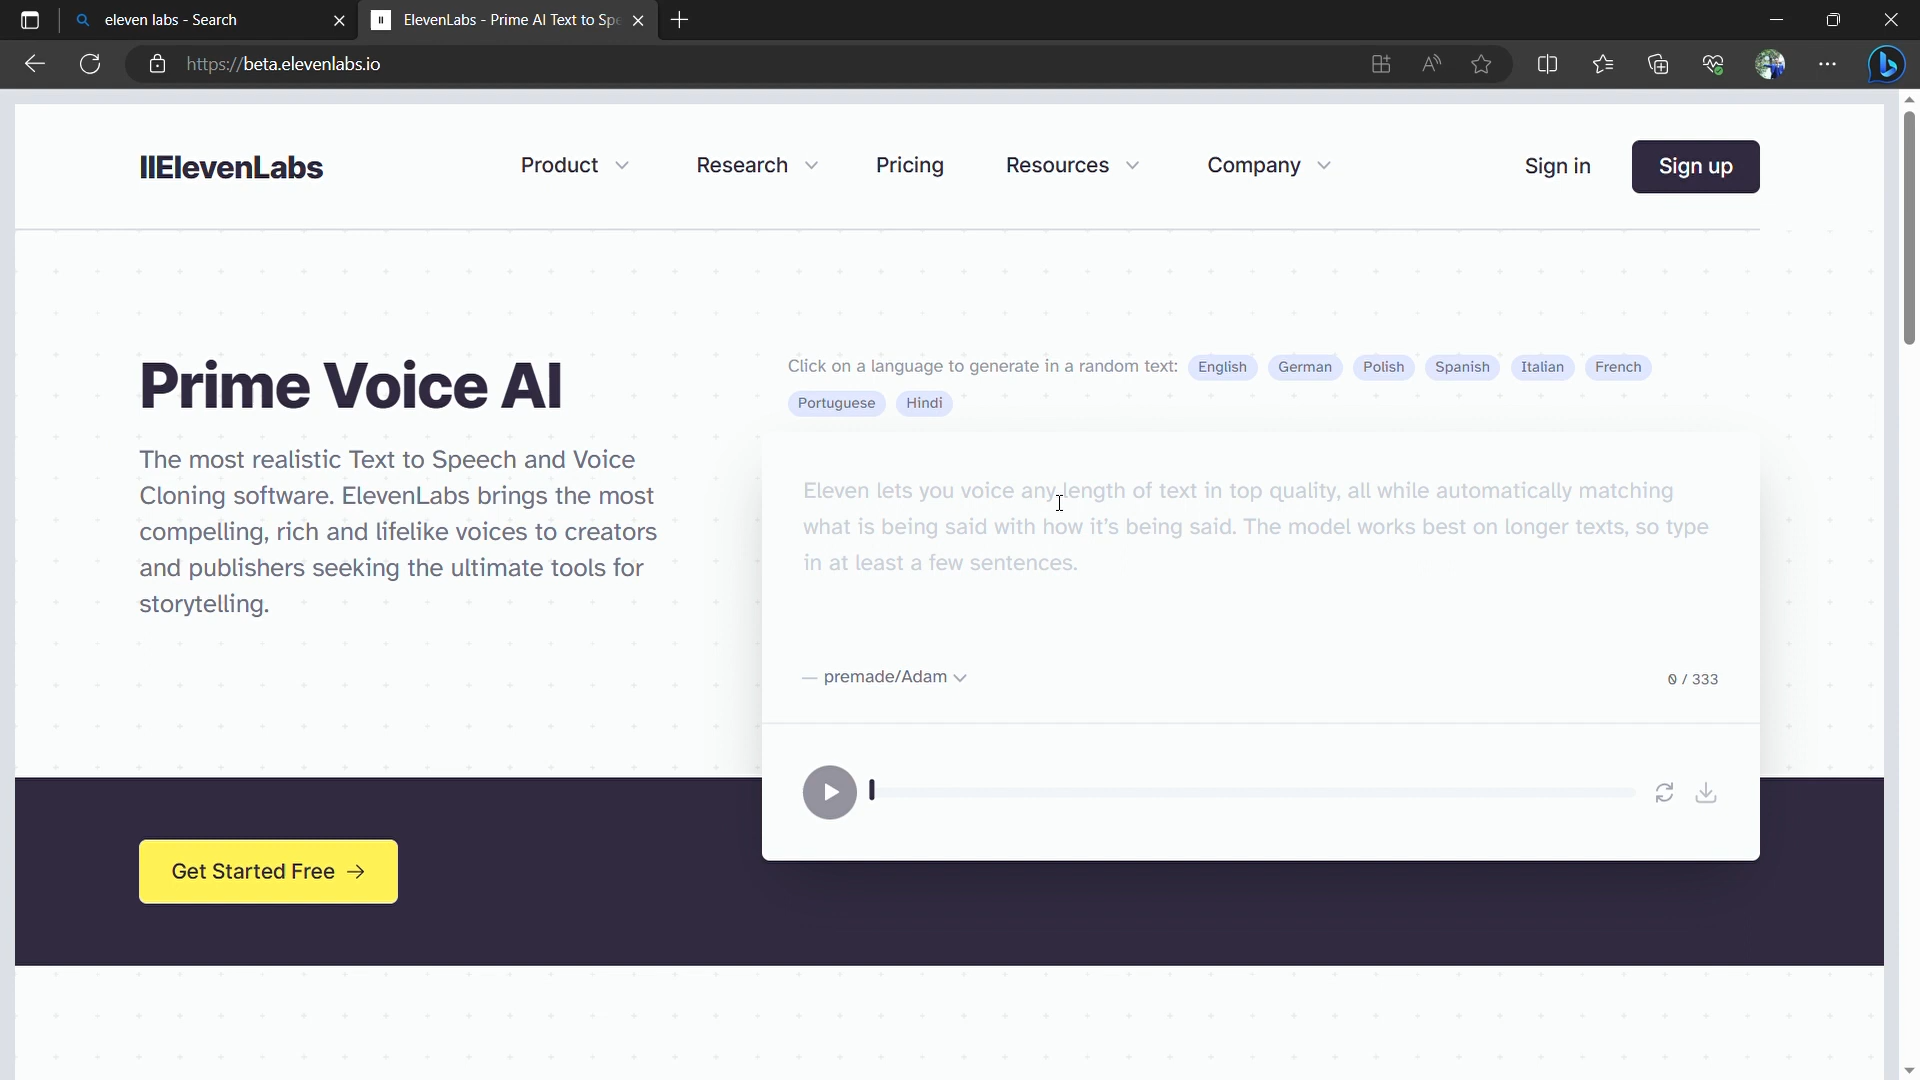 eleven labs - Search
ElevenLabs - Prime AI Text to Spe
https://beta.elevenlabs.io
IIElevenLabs
Product
Research
Pricing
Resources
Company
Sign in
Sign up
Prime Voice AI
The most realistic Text to Speech and Voice
Cloning software. ElevenLabs brings the most
compelling, rich and lifelike voices to creators
and publishers seeking the ultimate tools for
storytelling.
Click on a language to generate in a random text: English German Polish Spanish Italian French
Portuguese Hindi
Eleven lets you voice any length of text in top quality, all while automatically matching
what is being said with how it's being said. The model works best on longer texts, so type
in at least a few sentences.
— premade/Adam
0 / 333
Get Started Free →